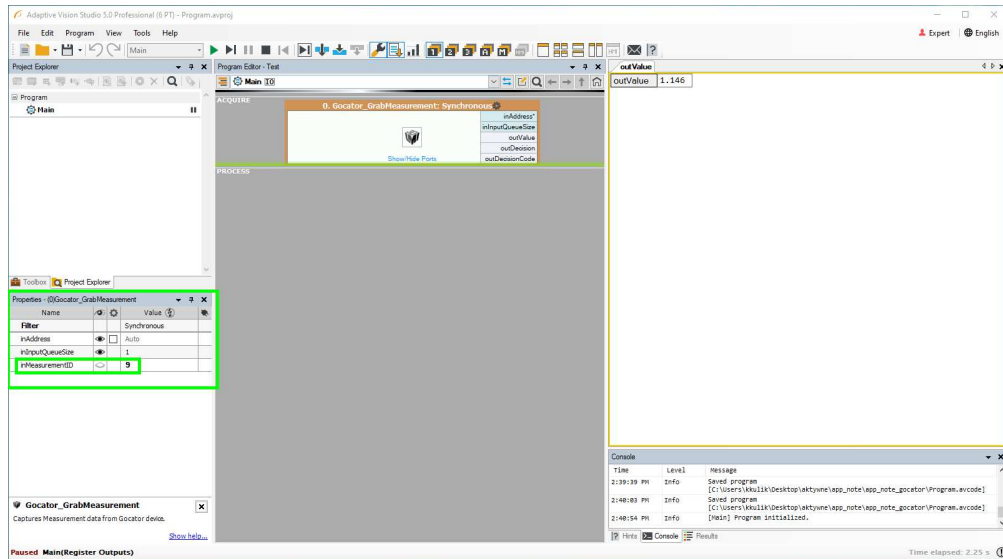 Adaptive Vision Studio 5.0 Professional (6 PT) - Program.avproj
File Edit Program View Tools Help
Expert English
Main
Project Explorer
Program
Main
Toolbox Project Explorer
Properties - (0)Gocator_GrabMeasurement
Name Value
Filter Synchronous
inAddress Auto
inInputQueueSize 1
inMeasurementID 9
Gocator_GrabMeasurement
Captures Measurement data from Gocator device.
Show help...
Program Editor - Test
Main IO
ACQUIRE
0. Gocator_GrabMeasurement: Synchronous
inAddress*
inInputQueueSize
outValue
outDecision
Show/Hide Ports outDecisionCode
PROCESS
outValue
outValue 1.146
Console
Time Level Message
2:39:39 PM Info Saved program
[C:\Users\kkulik\Desktop\aktywne\app_note\app_note_gocator\Program.avcode]
2:40:03 PM Info Saved program
[C:\Users\kkulik\Desktop\aktywne\app_note\app_note_gocator\Program.avcode]
2:40:54 PM Info [Main] Program initialized.
Hints Console Results
Paused Main(Register Outputs) Time elapsed: 2.25 s